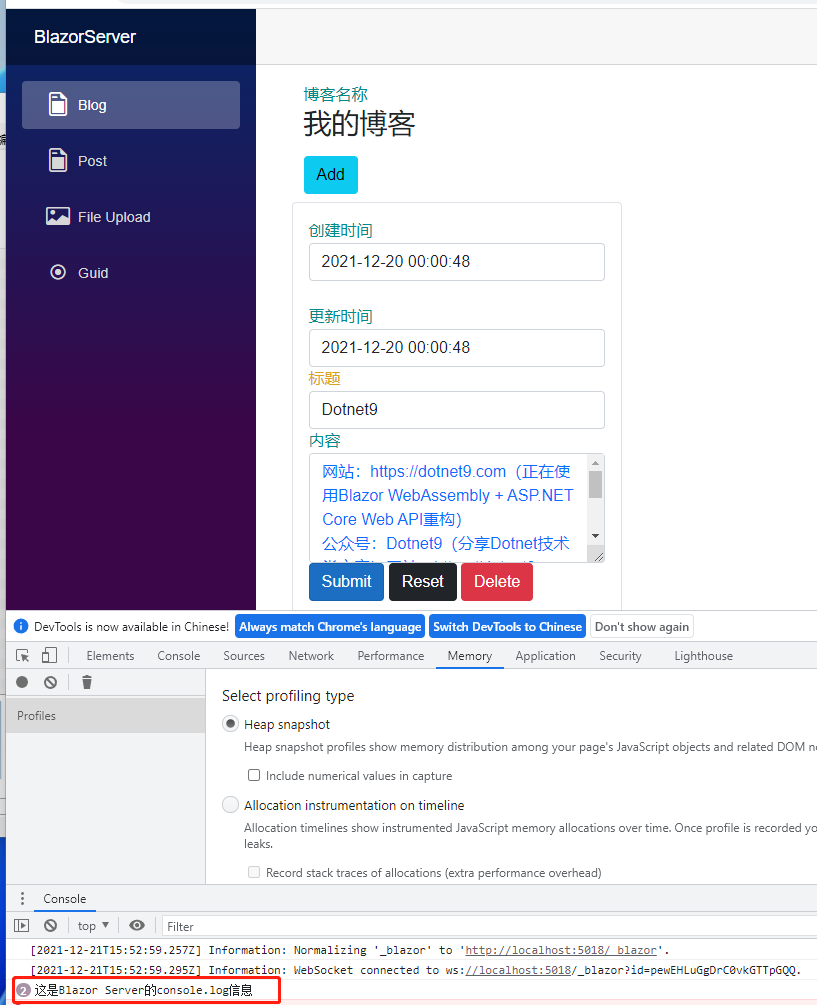 BlazorServer
Blog
Post
File Upload
Guid
博客名称
我的博客
Add
创建时间
2021-12-20 00:00:48
更新时间
2021-12-20 00:00:48
标题
Dotnet9
内容
网站：https://dotnet9.com（正在使
用Blazor WebAssembly + ASP.NET
Core Web API重构）
公众号：Dotnet9（分享Dotnet技术
Submit Reset Delete
DevTools is now available in Chinese! Always match Chrome's language Switch DevTools to Chinese Don't show again
Elements Console Sources Network Performance Memory Application Security Lighthouse
Profiles
Select profiling type
Heap snapshot
Heap snapshot profiles show memory distribution among your page's JavaScript objects and related DOM
Include numerical values in capture
Allocation instrumentation on timeline
Allocation timelines show instrumented JavaScript memory allocations over time. Once profile is recorded
leaks.
Record stack traces of allocations (extra performance overhead)
Console
top Filter
[2021-12-21T15:52:59.257Z] Information: Normalizing '_blazor' to 'http://localhost:5018/_blazor'.
[2021-12-21T15:52:59.295Z] Information: WebSocket connected to ws://localhost:5018/_blazor?id=pewEHLuGgDrC0vkGTTpGQQ.
2 这是Blazor Server的console.log信息